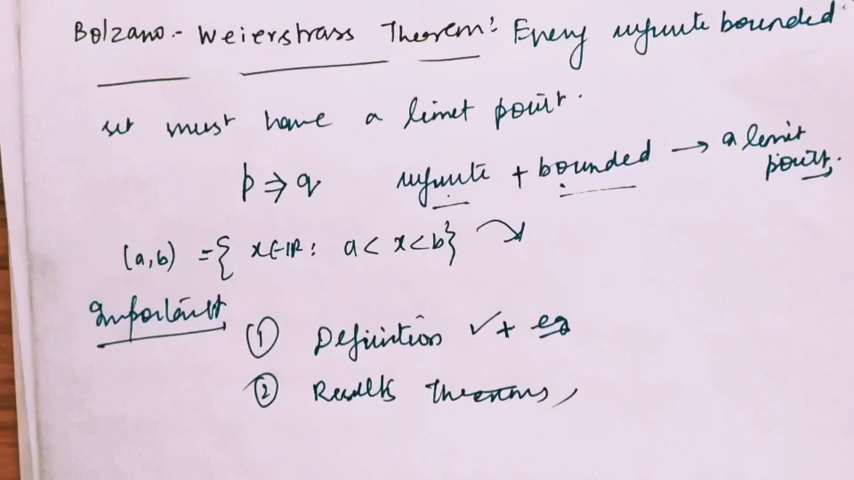 Bolzano.- Weierstrass Theorem: Every infinite bounded
set must have a limit point.
p ⇒ q infinite + bounded → a limit
point.
(a,b) = { x∈IR : a < x < b }
Important
① Definition ✓ + eg
② Results Theorems,